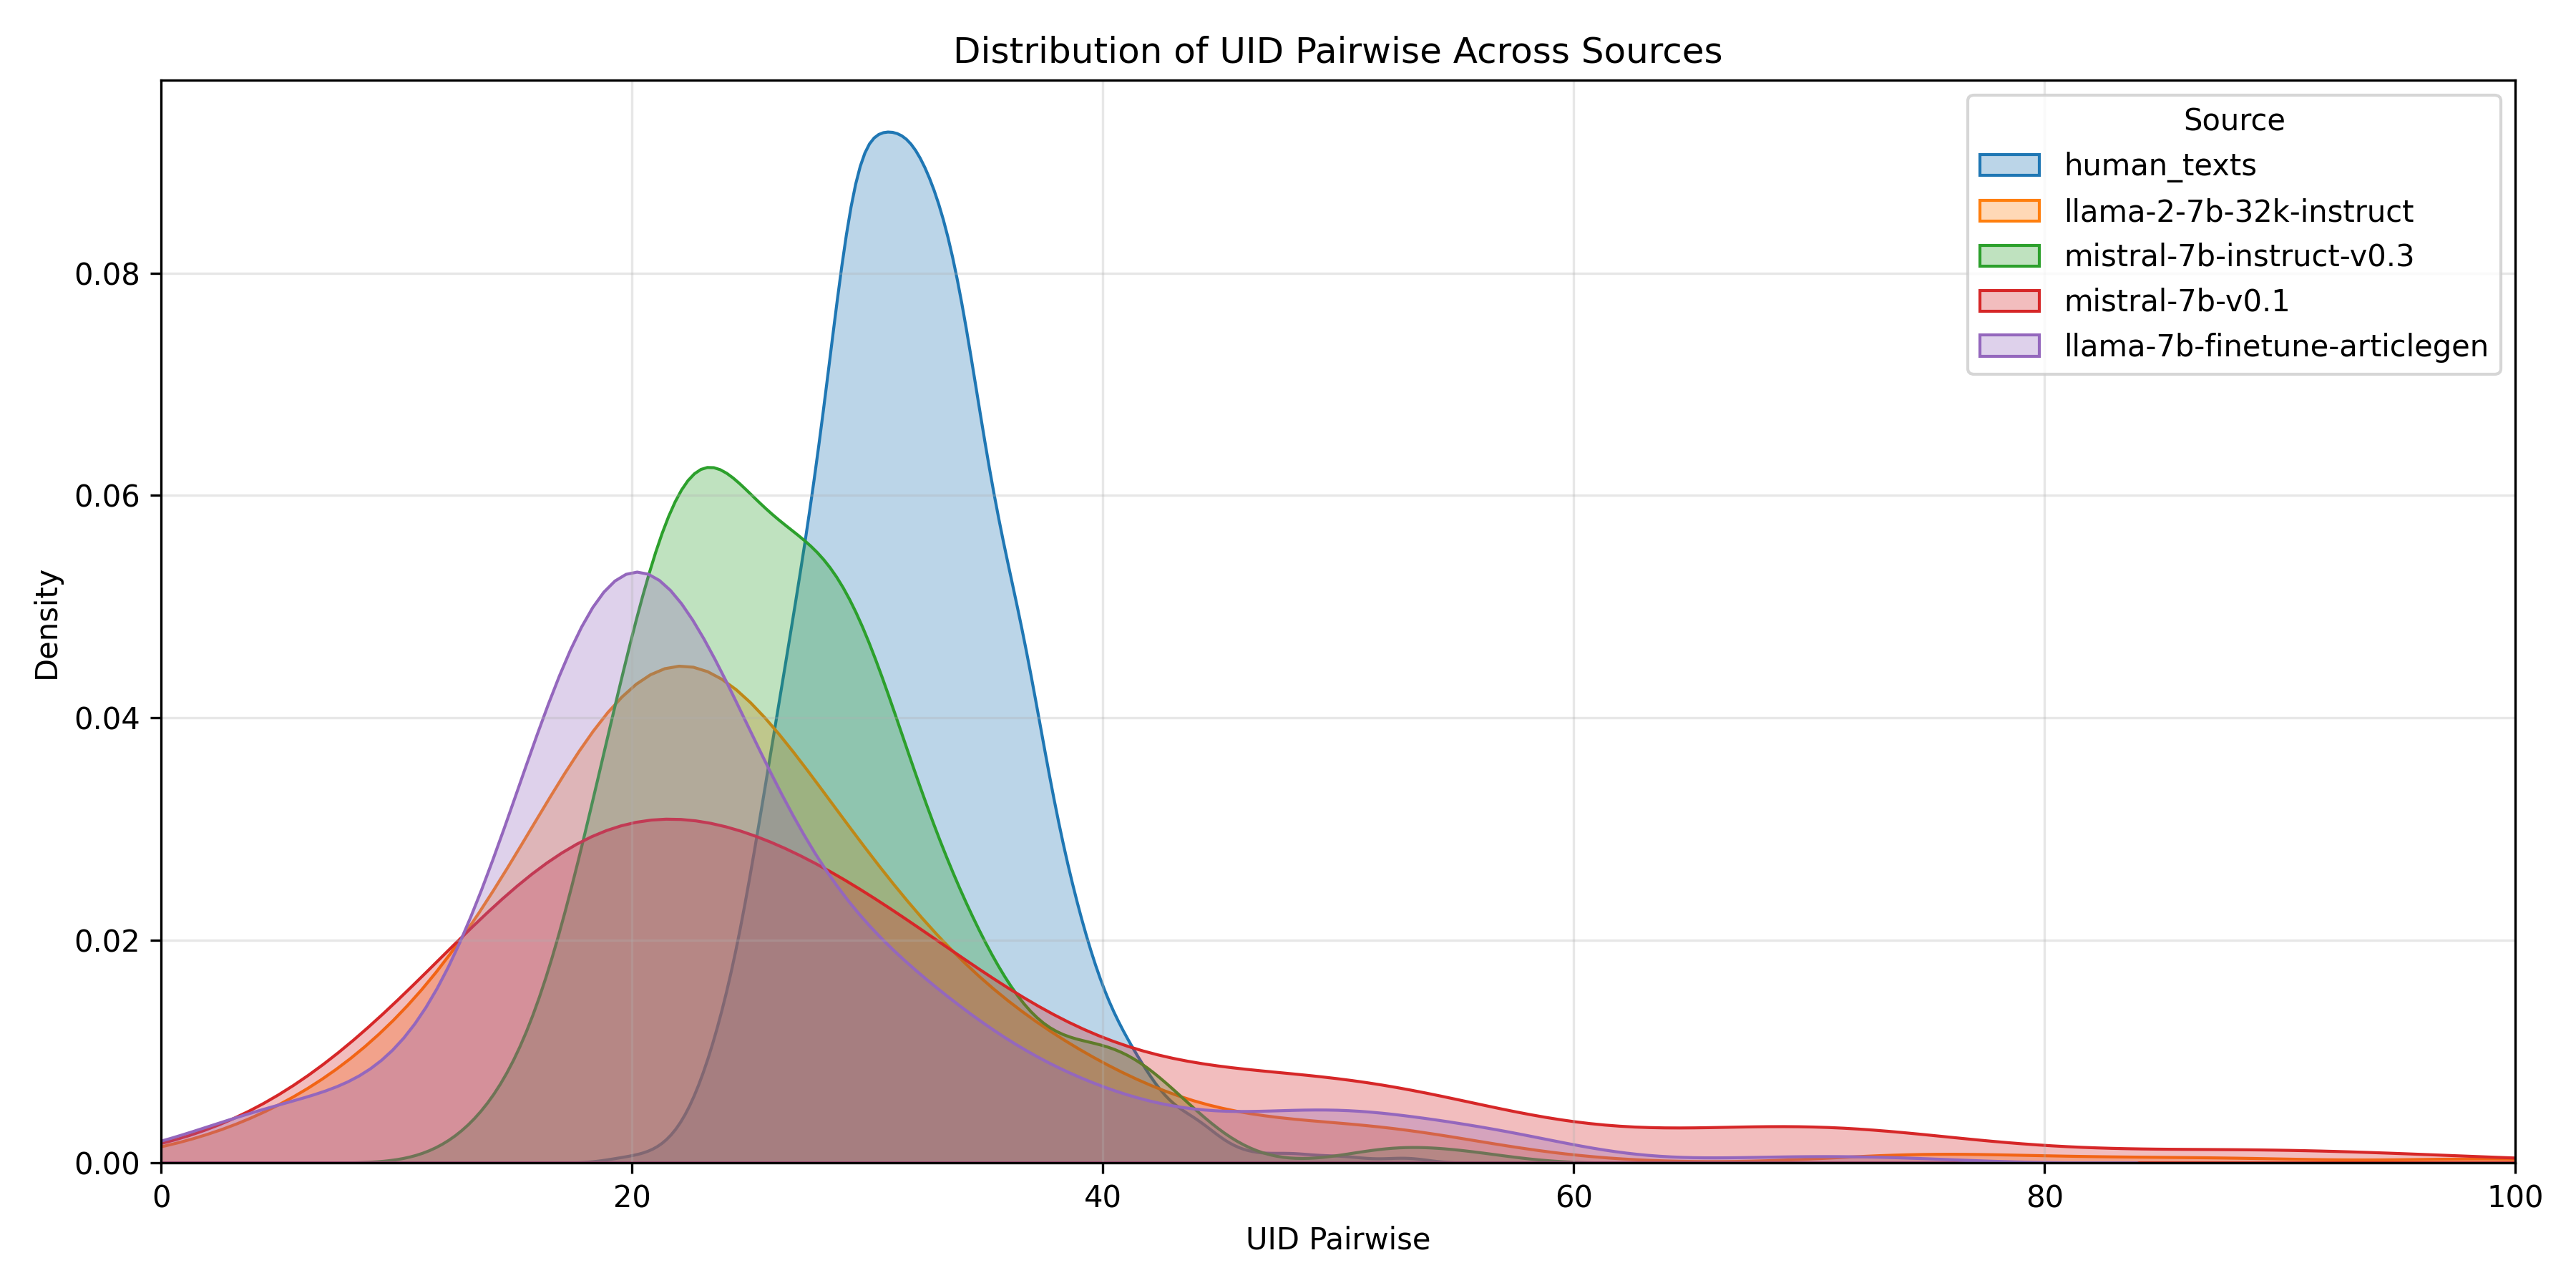 Distribution of UID Pairwise Across Sources
Source
human_texts
llama-2-7b-32k-instruct
mistral-7b-instruct-v0.3
mistral-7b-v0.1
llama-7b-finetune-articlegen
Density
0.08
0.06
0.04
0.02
0.00
0 20 40 60 80 100
UID Pairwise